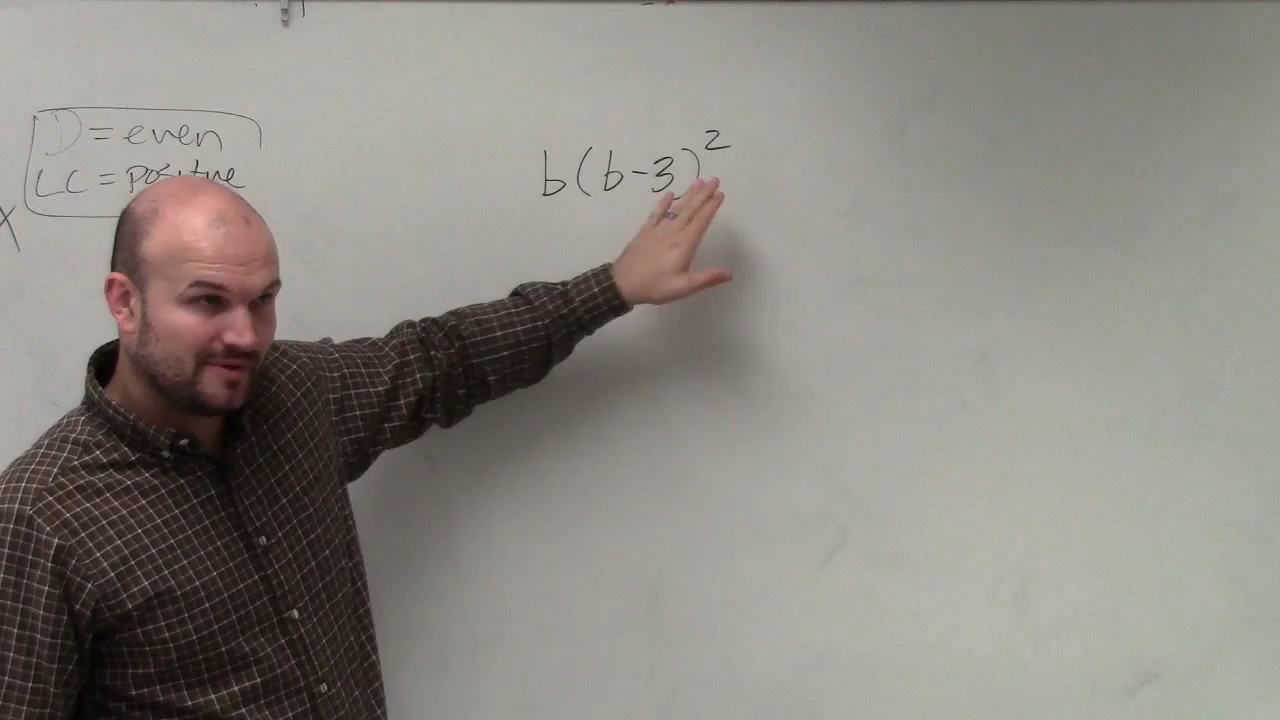 D = even
LC = positive
x
b(b-3)²